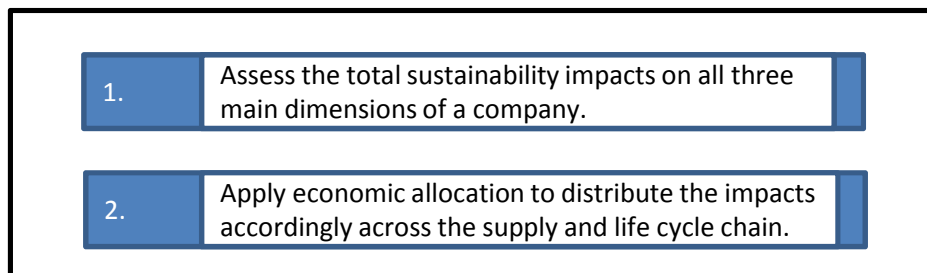 1.
Assess the total sustainability impacts on all three
main dimensions of a company.
2.
Apply economic allocation to distribute the impacts
accordingly across the supply and life cycle chain.